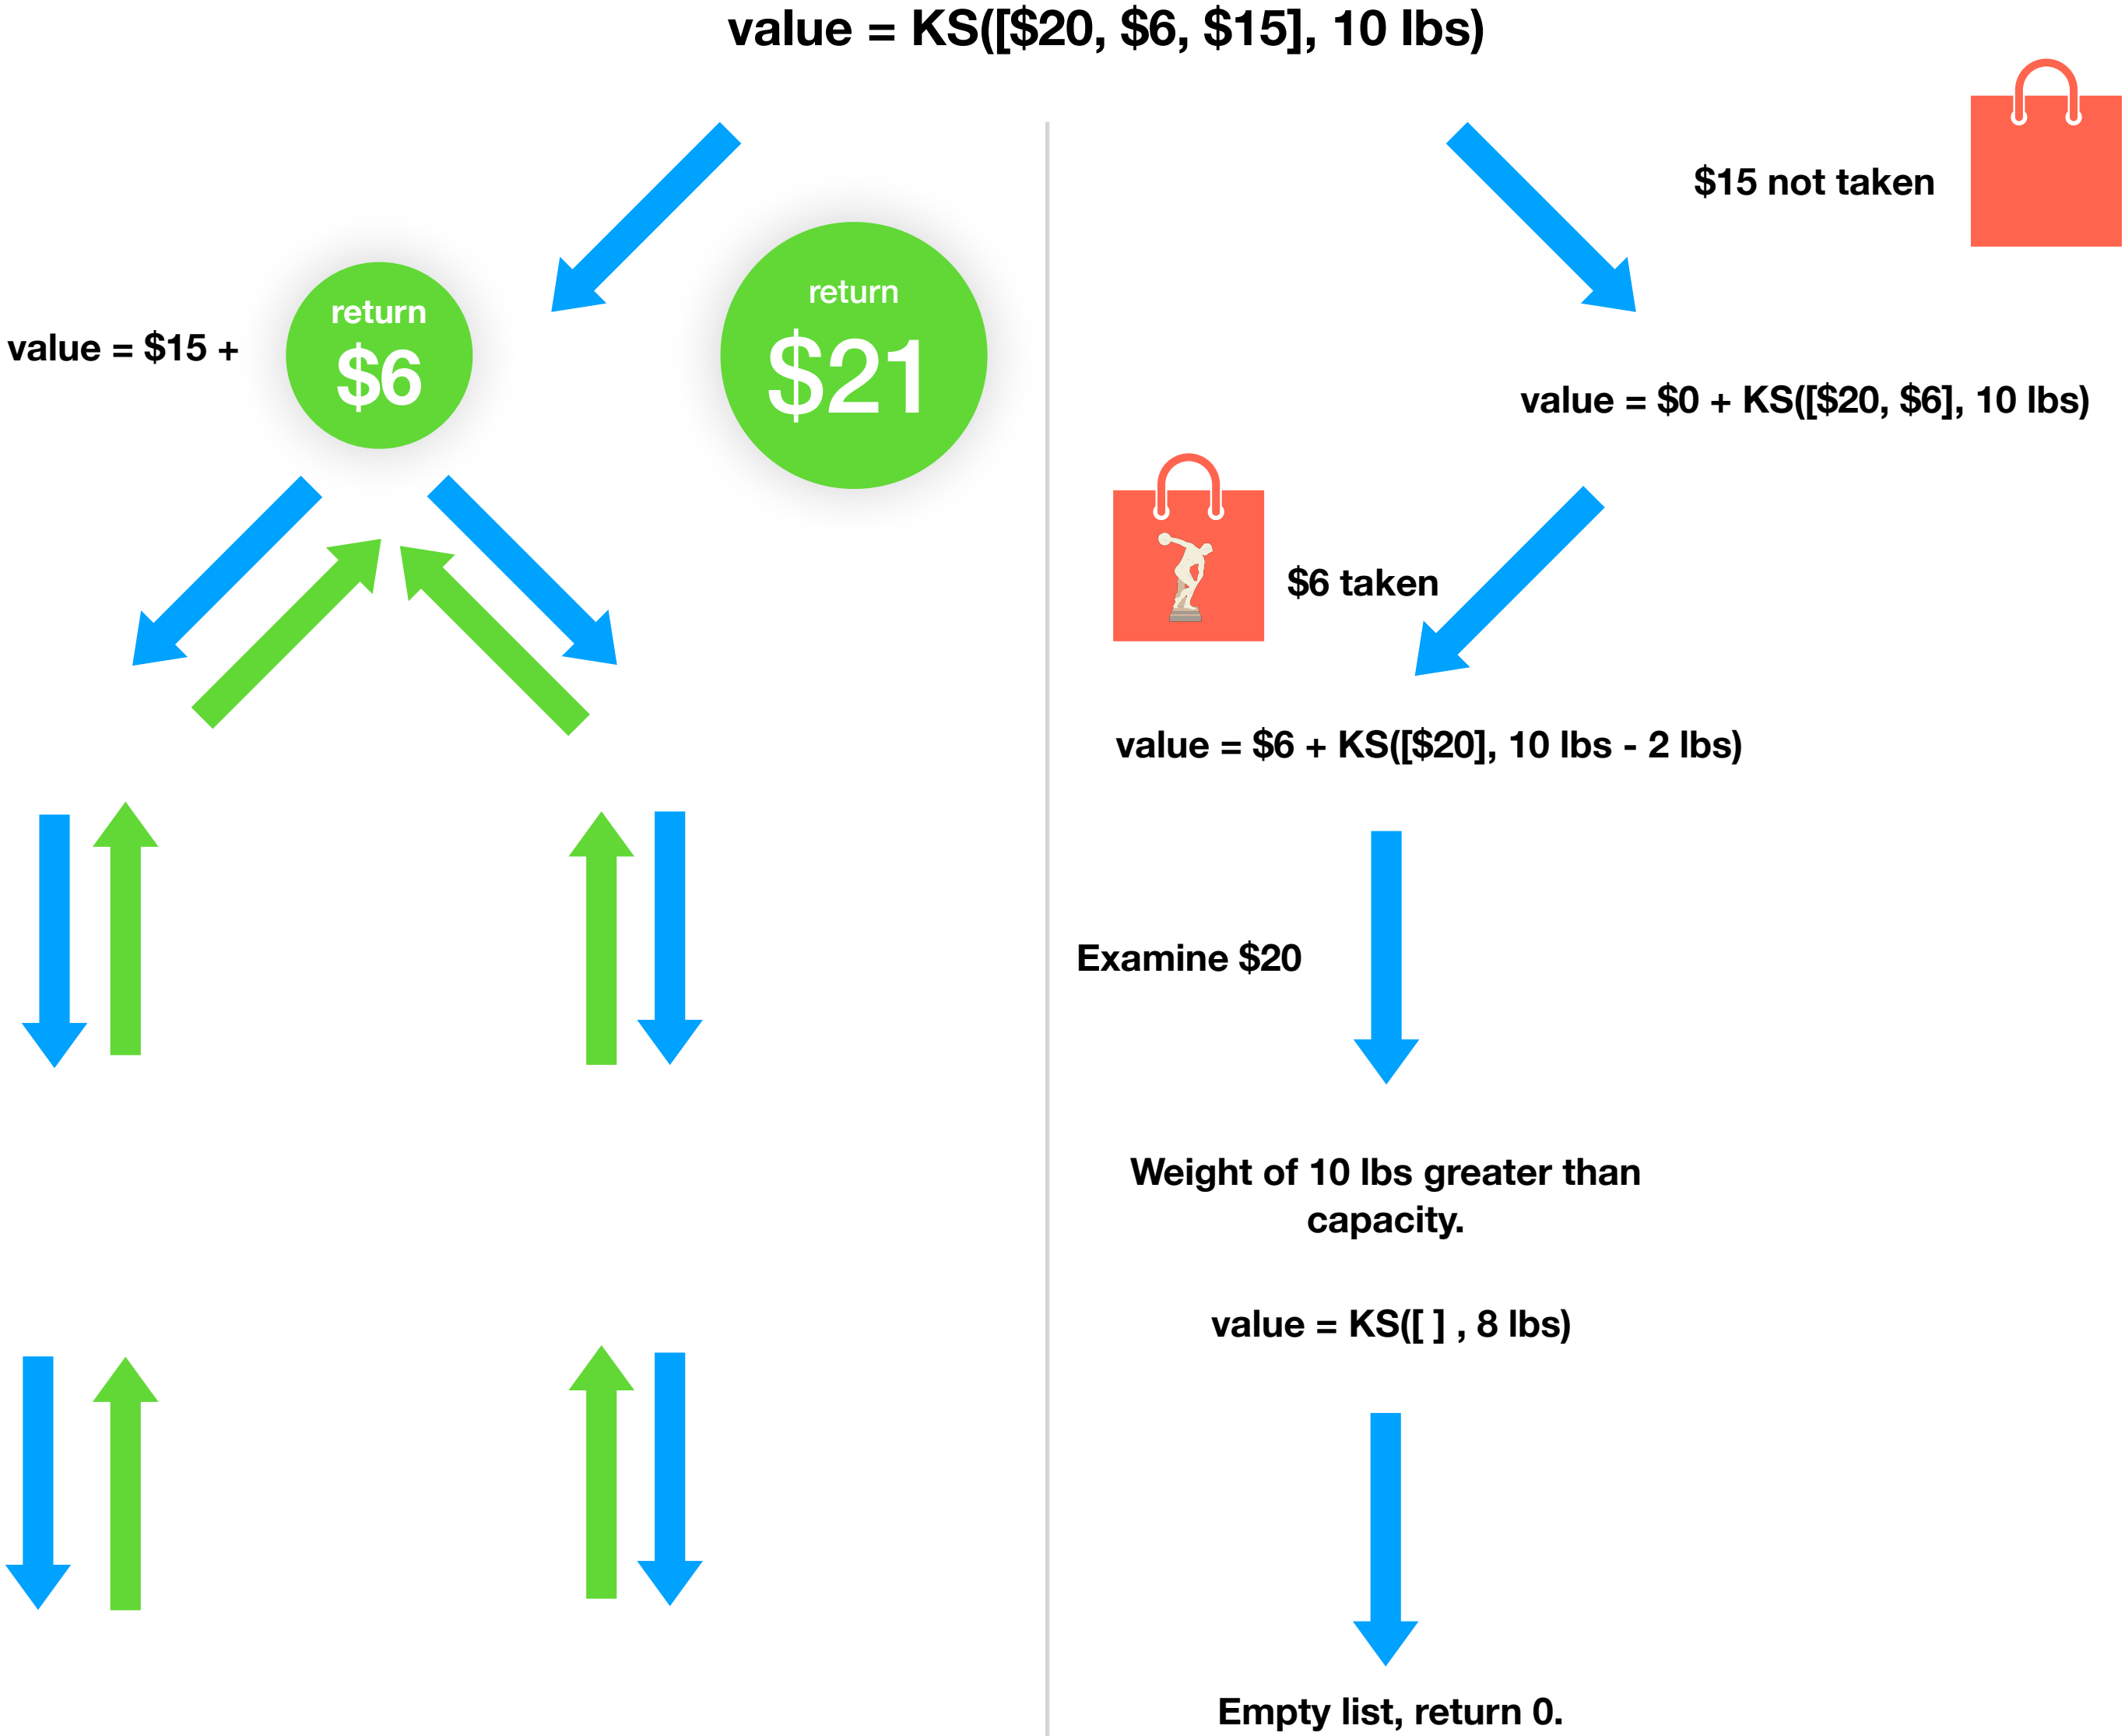 value = KS([$20, $6, $15], 10 lbs)
$15 not taken
return
$21
return
$6
value = $15 +
value = $0 + KS([$20, $6], 10 lbs)
$6 taken
value = $6 + KS([$20], 10 lbs - 2 lbs)
Examine $20
Weight of 10 lbs greater than
capacity.
value = KS([ ] , 8 lbs)
Empty list, return 0.